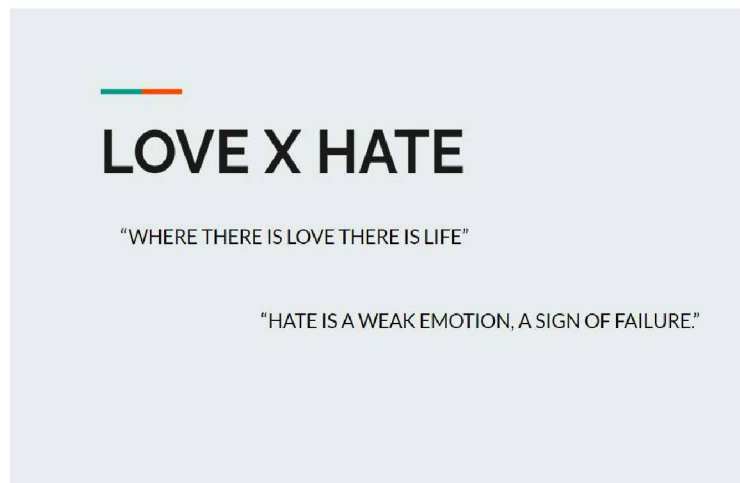 LOVE X HATE
“WHERE THERE IS LOVE THERE IS LIFE”
“HATE IS A WEAK EMOTION, A SIGN OF FAILURE.”